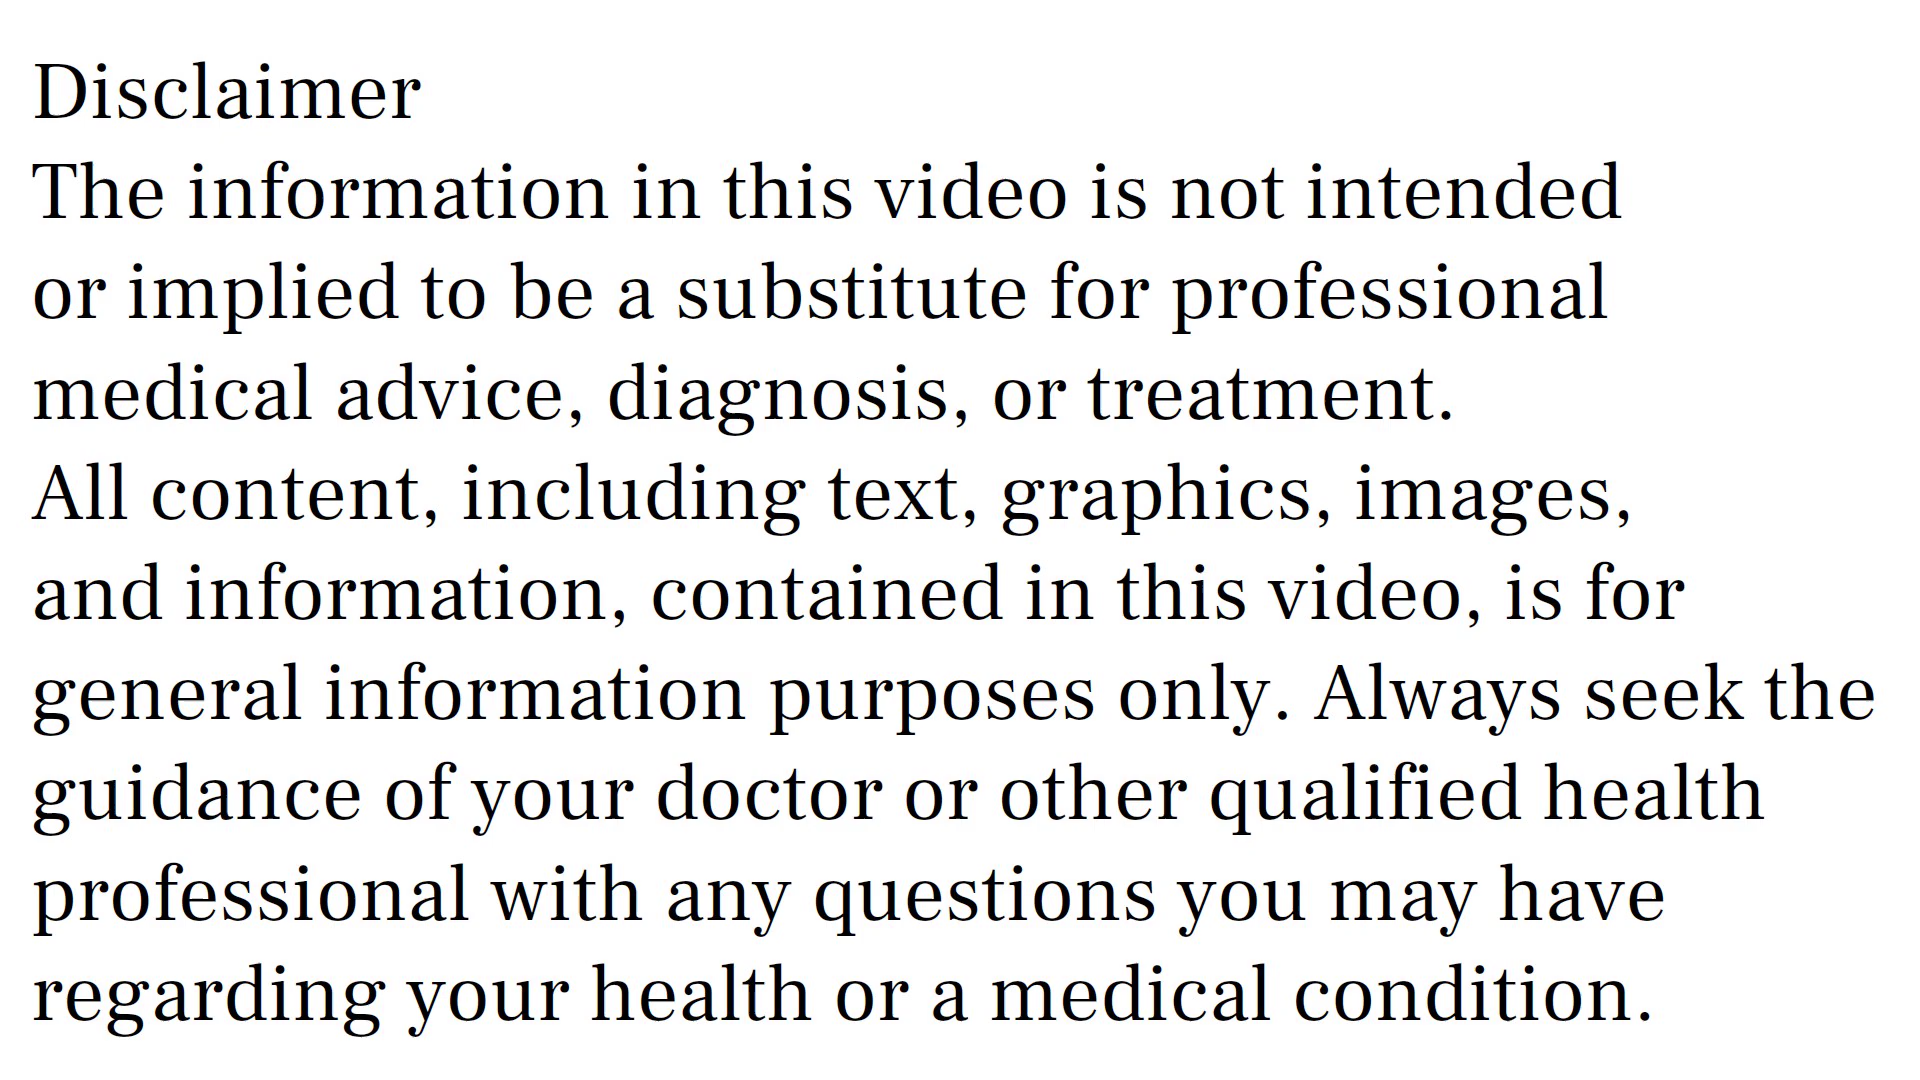 Disclaimer
The information in this video is not intended
or implied to be a substitute for professional
medical advice, diagnosis, or treatment.
All content, including text, graphics, images,
and information, contained in this video, is for
general information purposes only. Always seek the
guidance of your doctor or other qualified health
professional with any questions you may have
regarding your health or a medical condition.